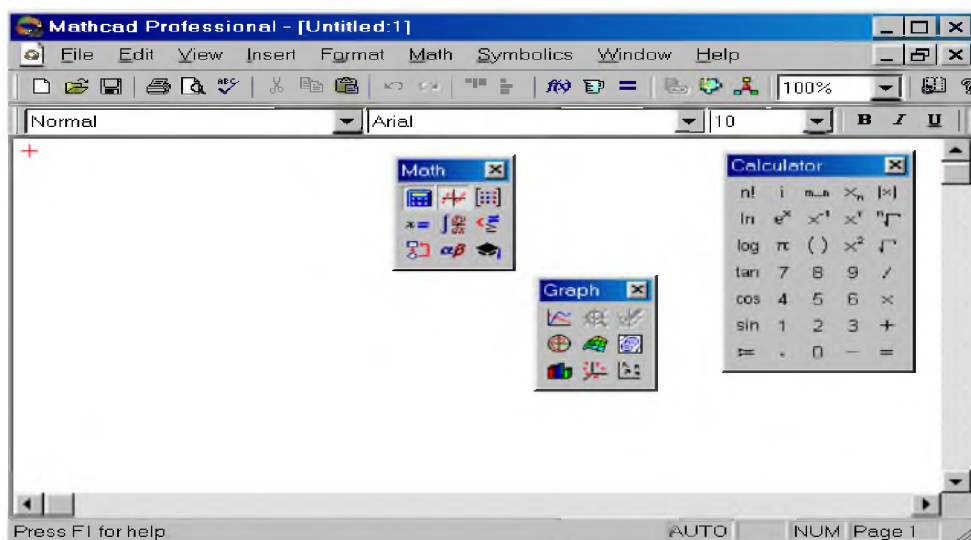 Mathcad Professional - [Untitled:1]
File Edit View Insert Format Math Symbolics Window Help
100%
Normal Arial 10 B I U
Math
x=
αβ
Graph
Calculator
n! i m..n Xn |×|
ln eˣ ×⁻¹ ×ʸ ⁿ√
log π ( ) ×² √
tan 7 8 9 /
cos 4 5 6 ×
sin 1 2 3 +
:= . 0 − =
Press F1 for help AUTO NUM Page 1